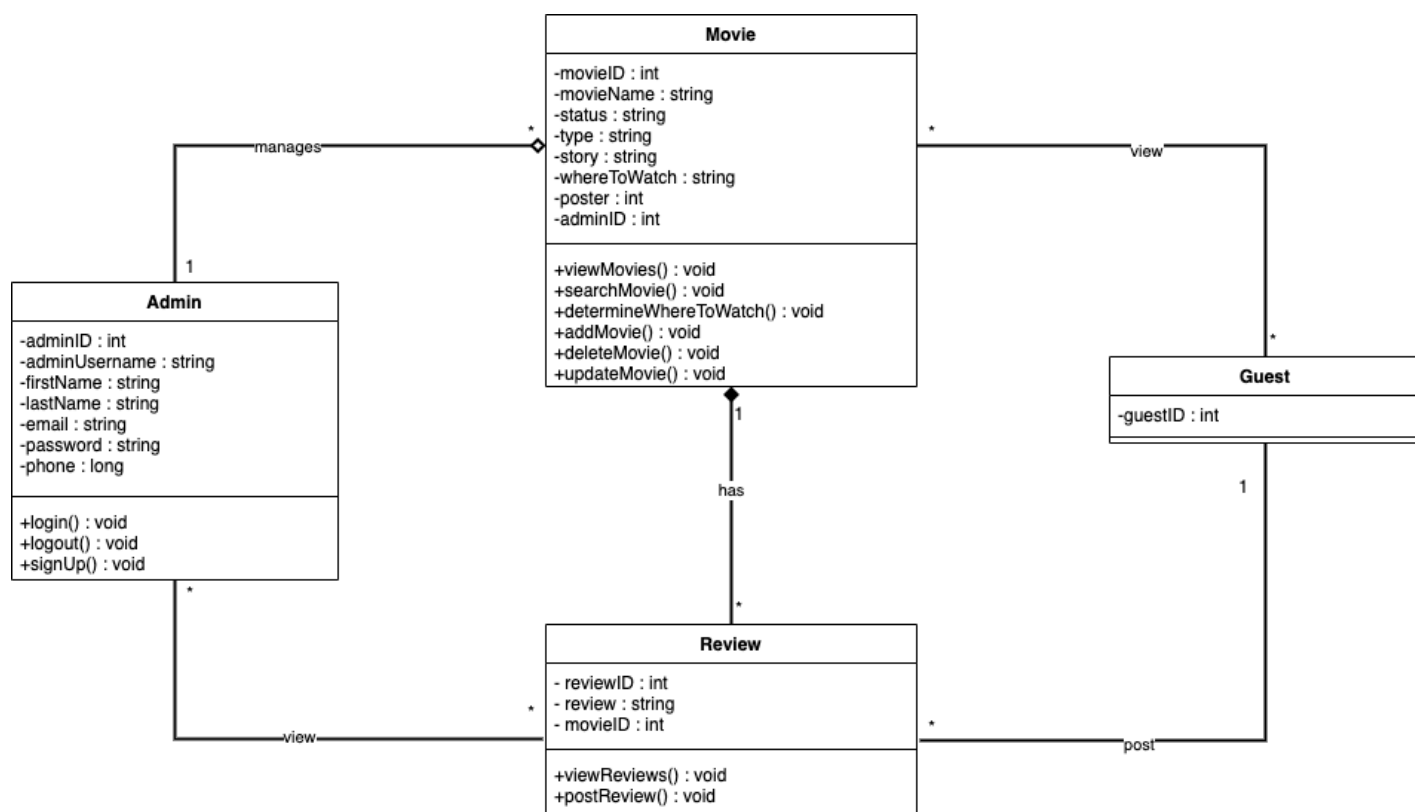 Movie
-movieID : int
-movieName : string
-status : string
-type : string
-story : string
-whereToWatch : string
-poster : int
-adminID : int
+viewMovies() : void
+searchMovie() : void
+determineWhereToWatch() : void
+addMovie() : void
+deleteMovie() : void
+updateMovie() : void
*
manages
1
*
view
*
Admin
-adminID : int
-adminUsername : string
-firstName : string
-lastName : string
-email : string
-password : string
-phone : long
+login() : void
+logout() : void
+signUp() : void
Guest
-guestID : int
1
has
*
1
post
*
*
view
*
Review
- reviewID : int
- review : string
- movieID : int
+viewReviews() : void
+postReview() : void